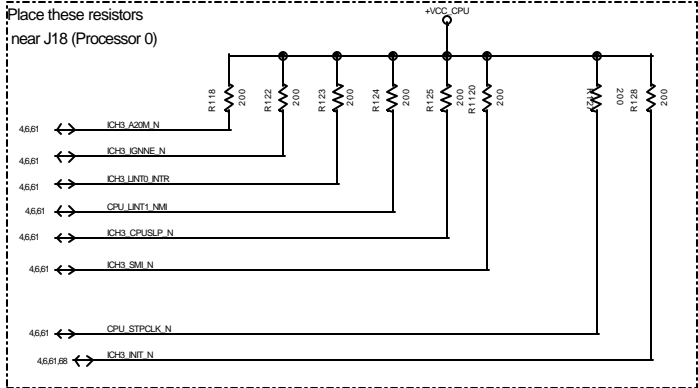 Place these resistors
near J18 (Processor 0)
+VCC_CPU
R118 200
R122 200
R123 200
R124 200
R125 200
R1120 200
R127 200
R128 200
4,6,61 ICH3_A20M_N
4,6,61 ICH3_IGNNE_N
4,6,61 ICH3_LINT0_INTR
4,6,61 CPU_LINT1_NMI
4,6,61 ICH3_CPUSLP_N
4,6,61 ICH3_SMI_N
4,6,61 CPU_STPCLK_N
4,6,61,68 ICH3_INIT_N